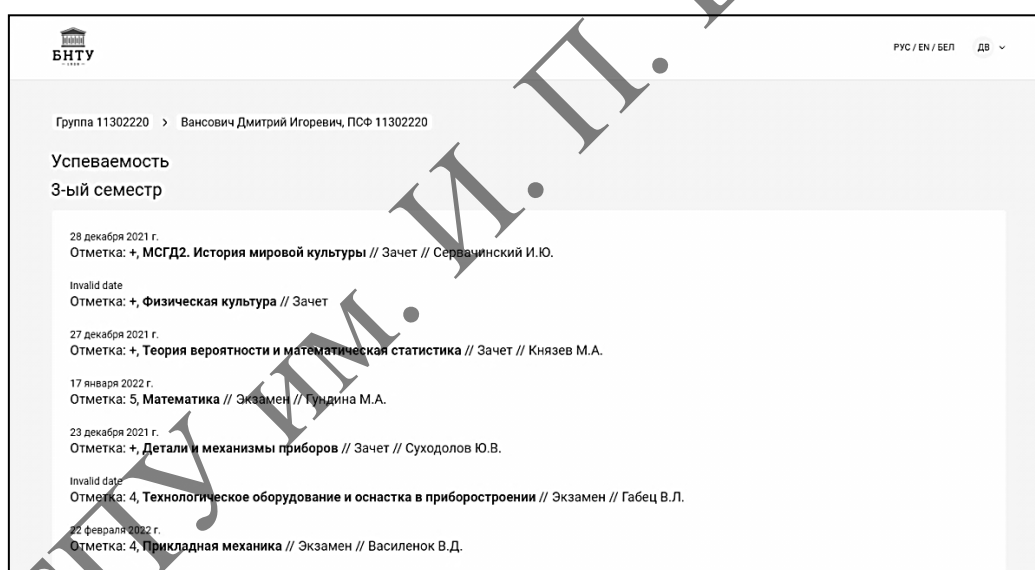 БНТУ
1920
РУС / EN / БЕЛ ДВ
Группа 11302220 > Вансович Дмитрий Игоревич, ПСФ 11302220
Успеваемость
3-ый семестр
28 декабря 2021 г.
Отметка: +, МСГД2. История мировой культуры // Зачет // Сервачинский И.Ю.
Invalid date
Отметка: +, Физическая культура // Зачет
27 декабря 2021 г.
Отметка: +, Теория вероятности и математическая статистика // Зачет // Князев М.А.
17 января 2022 г.
Отметка: 5, Математика // Экзамен // Гундина М.А.
23 декабря 2021 г.
Отметка: +, Детали и механизмы приборов // Зачет // Суходолов Ю.В.
Invalid date
Отметка: 4, Технологическое оборудование и оснастка в приборостроении // Экзамен // Габец В.Л.
22 февраля 2022 г.
Отметка: 4, Прикладная механика // Экзамен // Василенок В.Д.
ГПУ им. И. П.